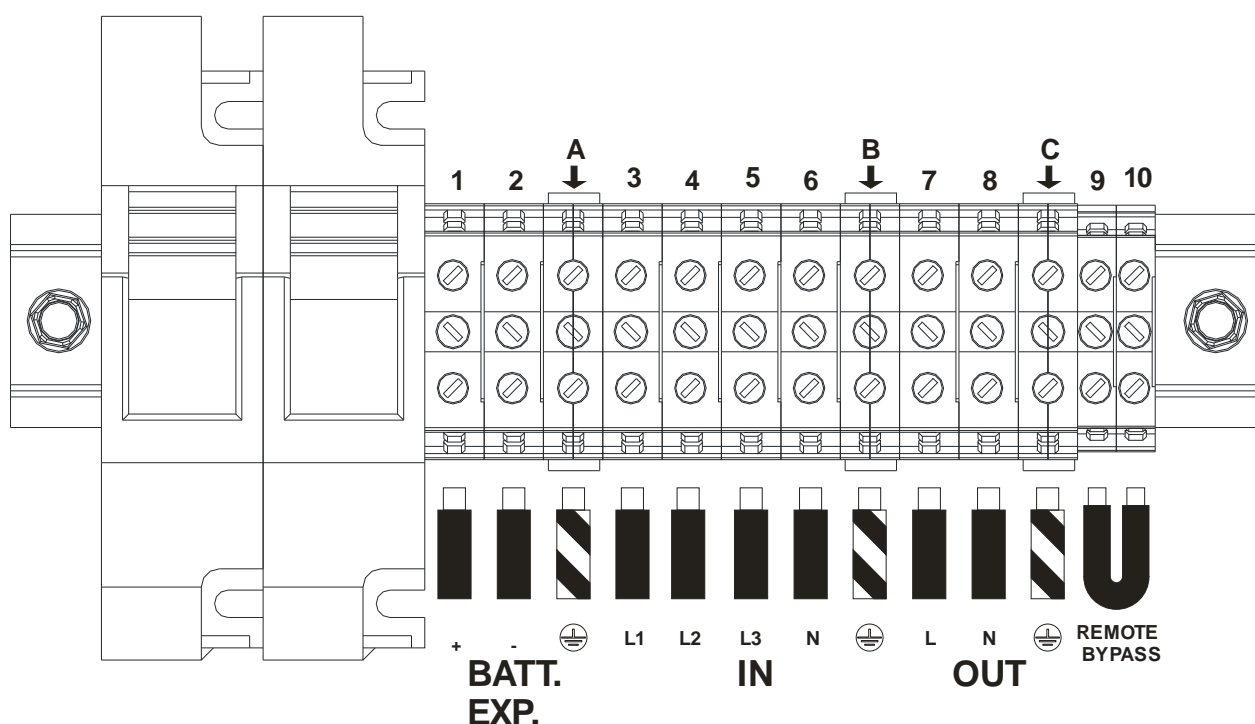 A B C
1 2 3 4 5 6 7 8 9 10
+ - L1 L2 L3 N L N REMOTE
BYPASS
BATT. IN OUT
EXP.